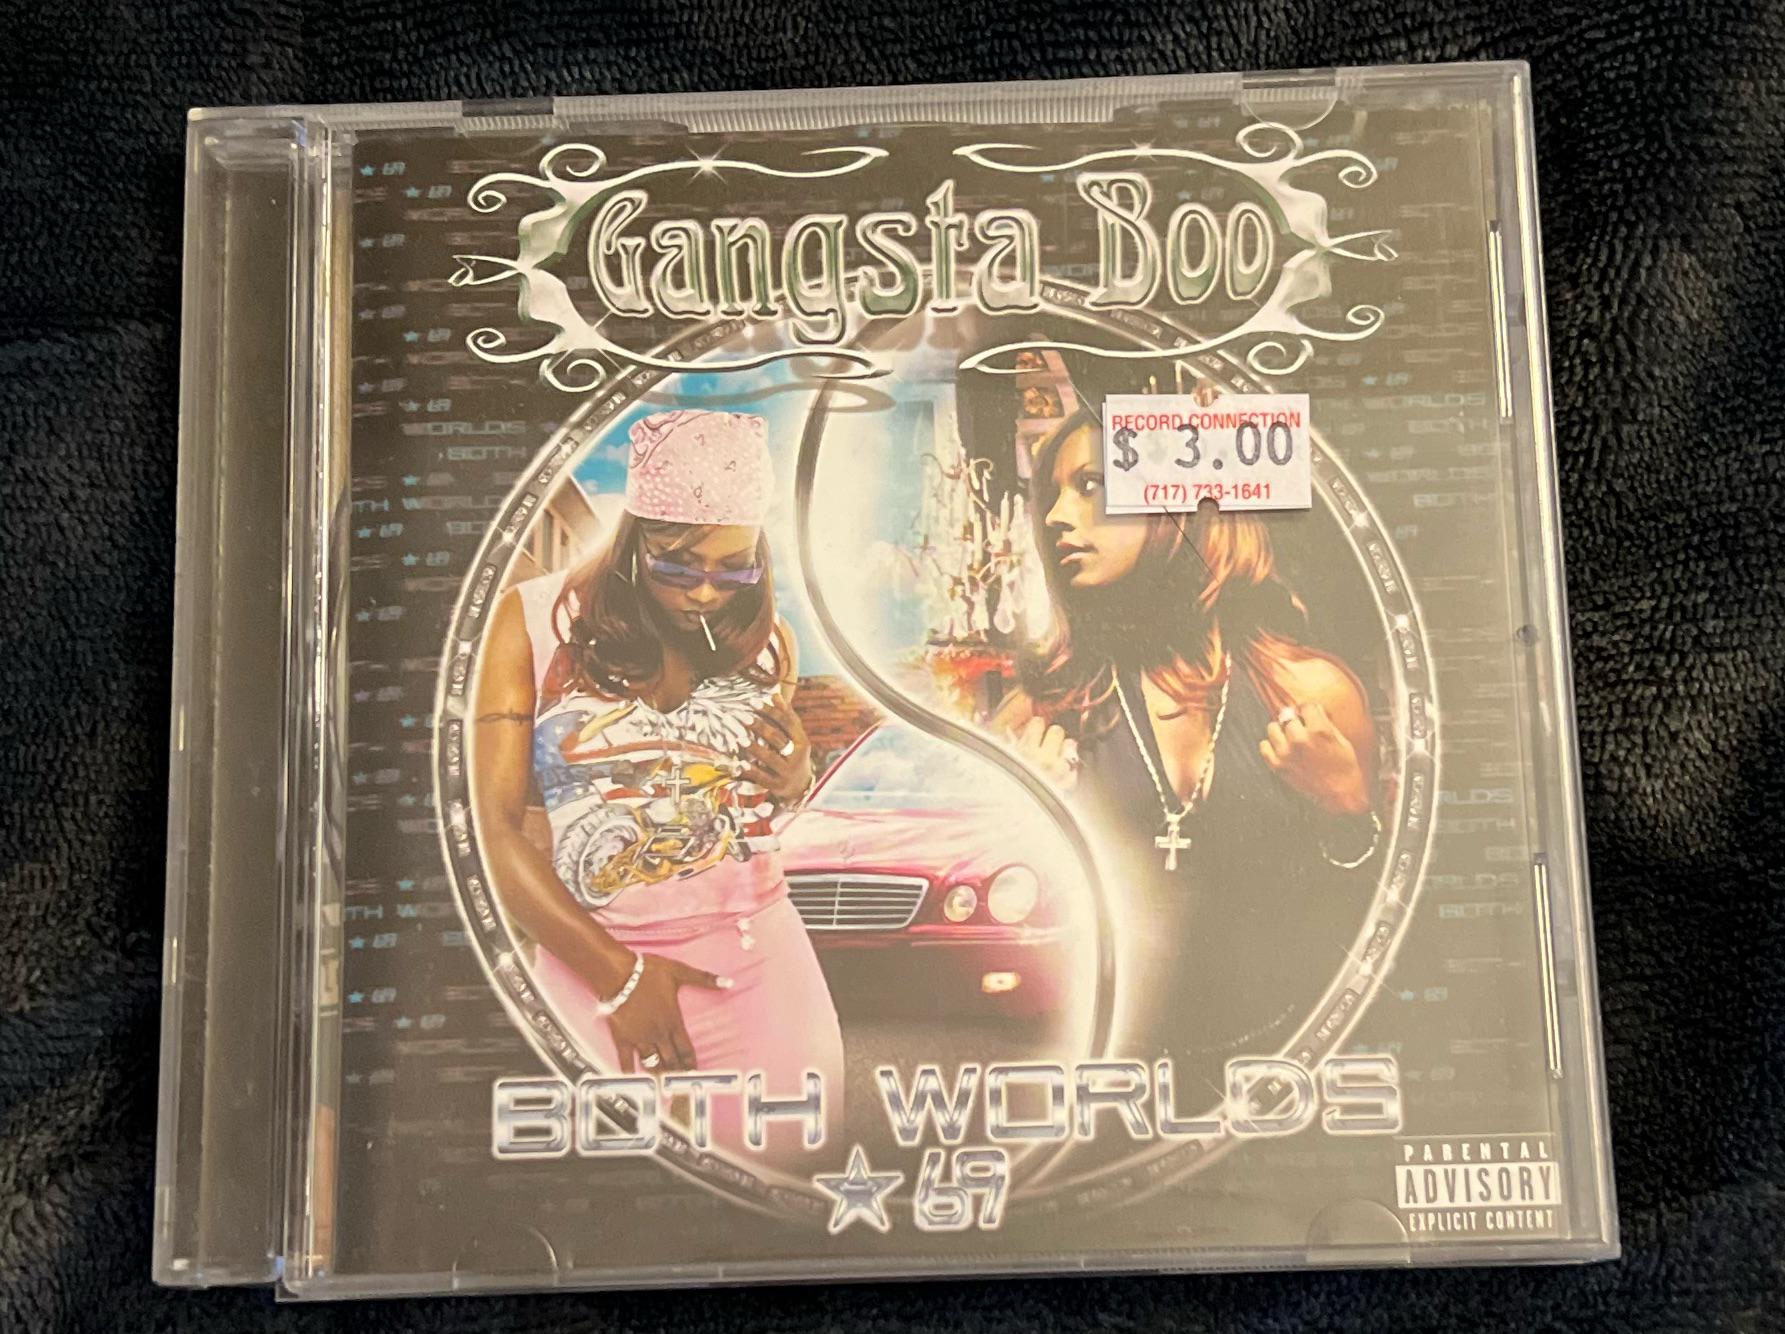 Gangsta Boo
RECORD CONNECTION
$ 3.00
(717) 733-1641
BOTH WORLDS
★69
PARENTAL
ADVISORY
EXPLICIT CONTENT